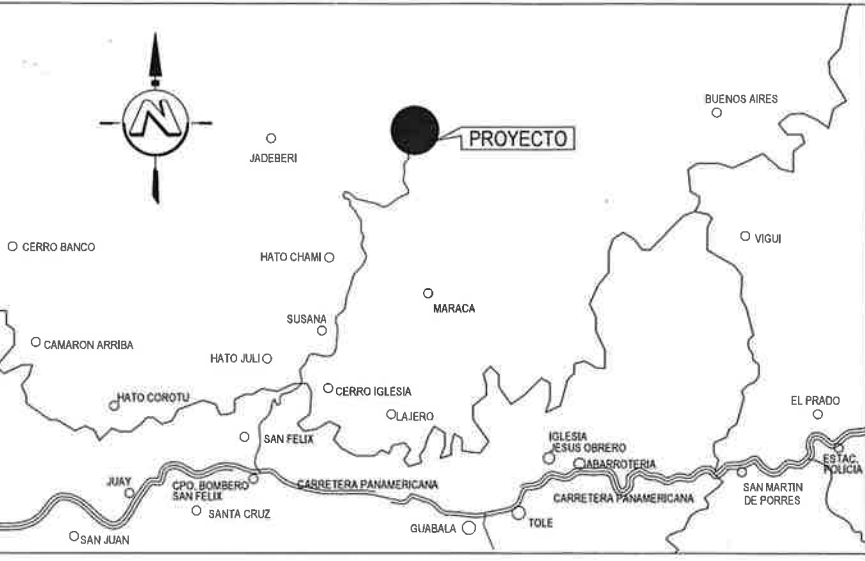 N
BUENOS AIRES
PROYECTO
JADEBERI
VIGUI
CERRO BANCO
HATO CHAMI
MARACA
SUSANA
CAMARON ARRIBA
HATO JULI
CERRO IGLESIA
HATO COROTU
LAJERO
EL PRADO
SAN FELIX
IGLESIA
JESUS OBRERO
ABARROTERIA
ESTAC.
POLICIA
JUAY
CPO. BOMBERO
SAN FELIX
CARRETERA PANAMERICANA
CARRETERA PANAMERICANA
SAN MARTIN
DE PORRES
SANTA CRUZ
GUABALA
TOLE
SAN JUAN